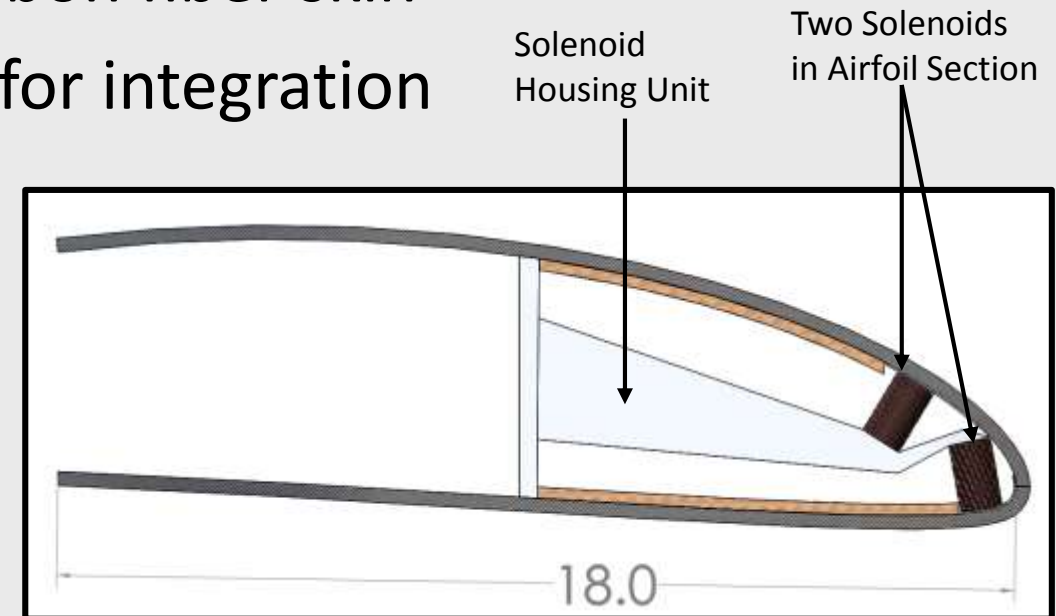 for integration
Solenoid
Housing Unit
Two Solenoids
in Airfoil Section
18.0